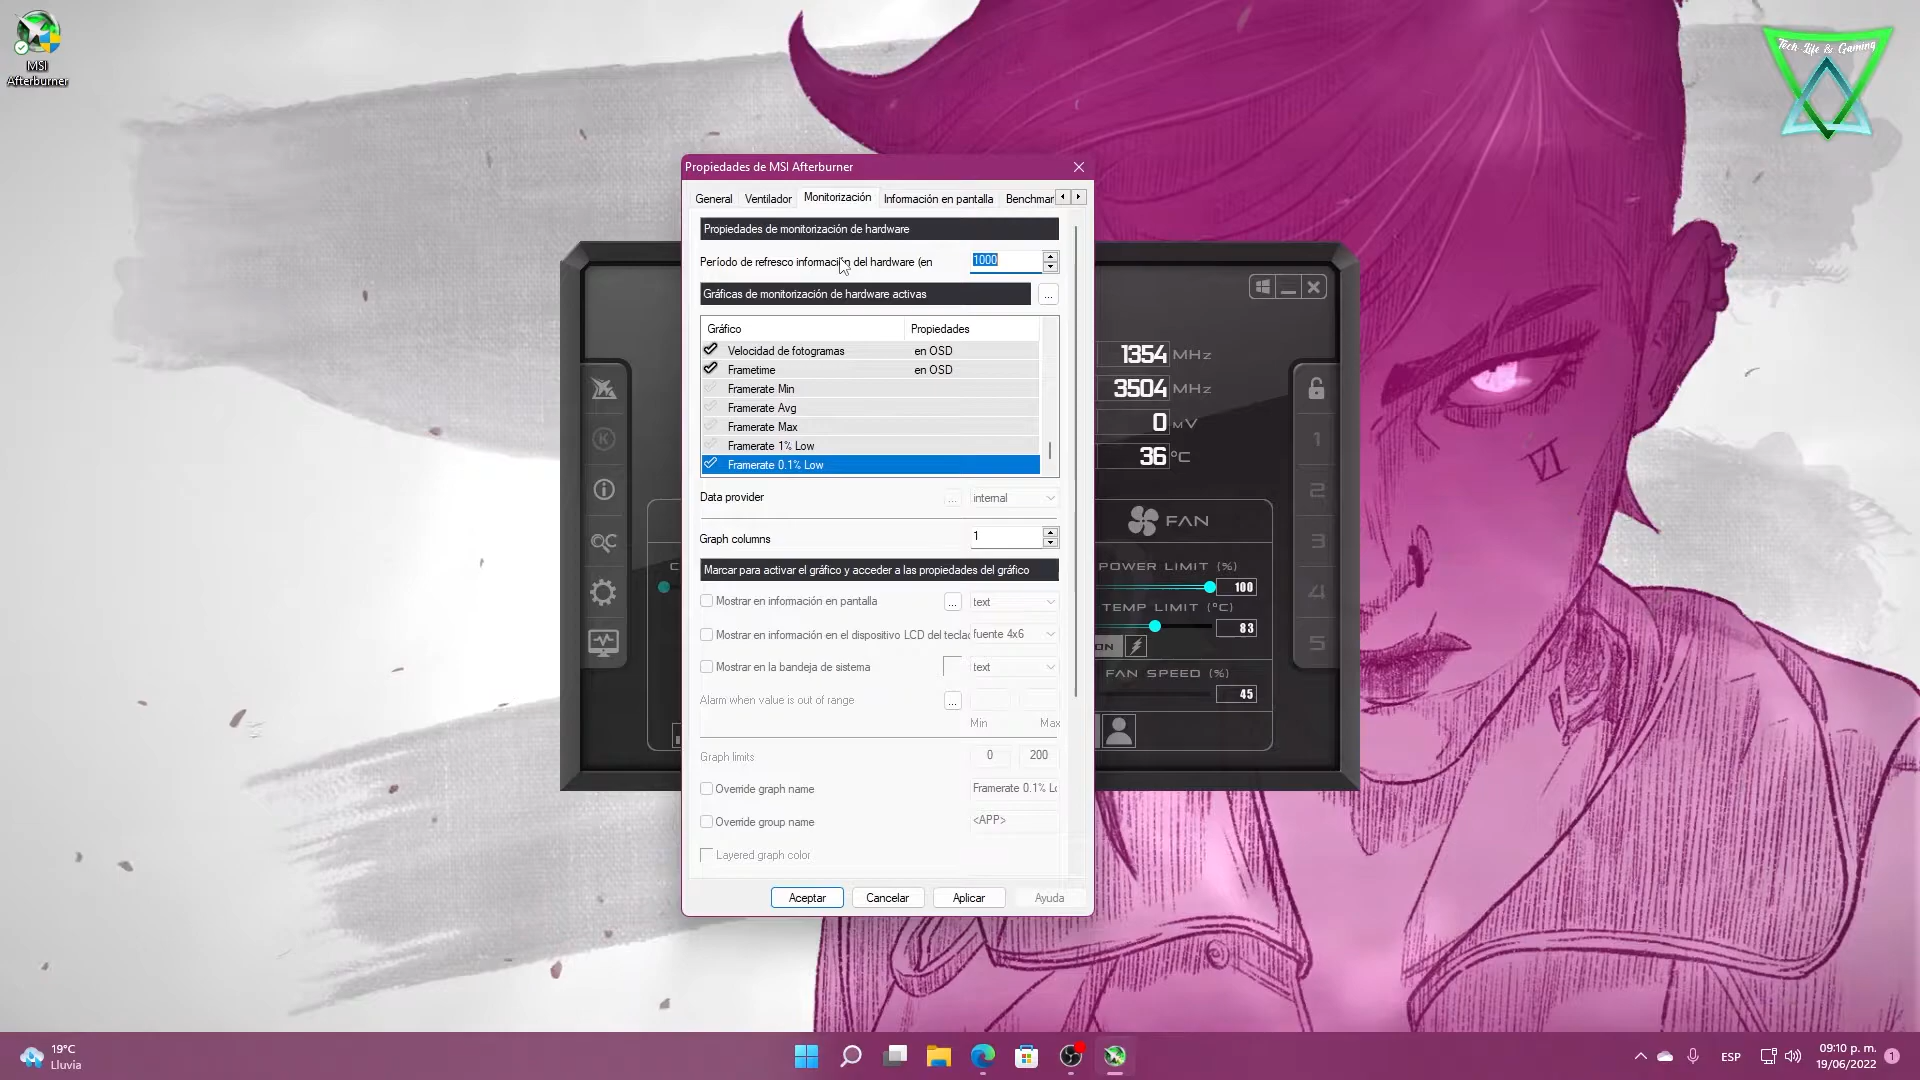 MSI
Afterburner
Tech Life & Gaming
Propiedades de MSI Afterburner
General Ventilador Monitorización Información en pantalla Benchmar
Propiedades de monitorización de hardware
Período de refresco información del hardware (en 1000
Gráficas de monitorización de hardware activas ...
Gráfico Propiedades
Velocidad de fotogramas en OSD
Frametime en OSD
Framerate Min
Framerate Avg
Framerate Max
Framerate 1% Low
Framerate 0.1% Low
Data provider ... internal
Graph columns 1
Marcar para activar el gráfico y acceder a las propiedades del gráfico
Mostrar en información en pantalla ... text
Mostrar en información en el dispositivo LCD del teclac fuente 4x6
Mostrar en la bandeja de sistema text
Alarm when value is out of range ...
Min Max
Graph limits 0 200
Override graph name Framerate 0.1% Lo
Override group name <APP>
Layered graph color
Aceptar Cancelar Aplicar Ayuda
1354 MHz
3504 MHz
0 MV
36 °C
K
C
FAN
POWER LIMIT (%)
100
TEMP LIMIT (°C)
83
ON
FAN SPEED (%)
45
1
2
3
4
5
VI
19°C
Lluvia
ESP
09:10 p. m.
19/06/2022
1